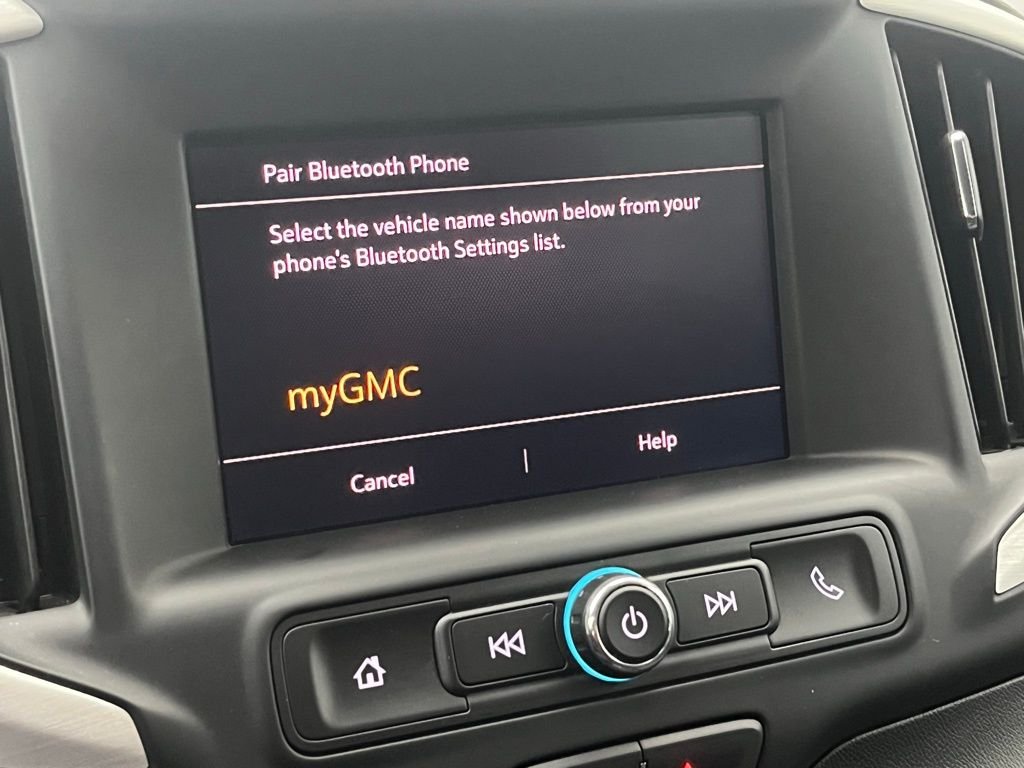 Pair Bluetooth Phone
Select the vehicle name shown below from your
phone's Bluetooth Settings list.
myGMC
Cancel | Help